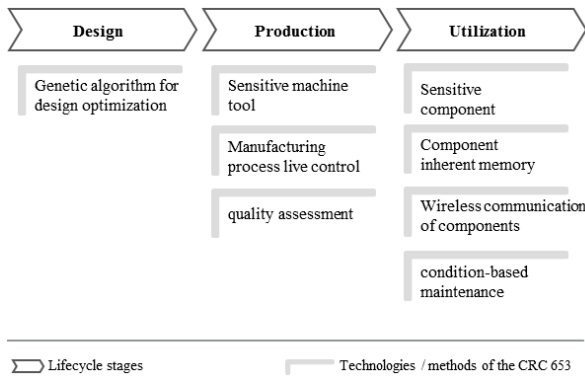 Design
Production
Utilization
Genetic algorithm for
design optimization
Sensitive machine
tool
Manufacturing
process live control
quality assessment
Sensitive
component
Component
inherent memory
Wireless communication
of components
condition-based
maintenance
Lifecycle stages
Technologies / methods of the CRC 653